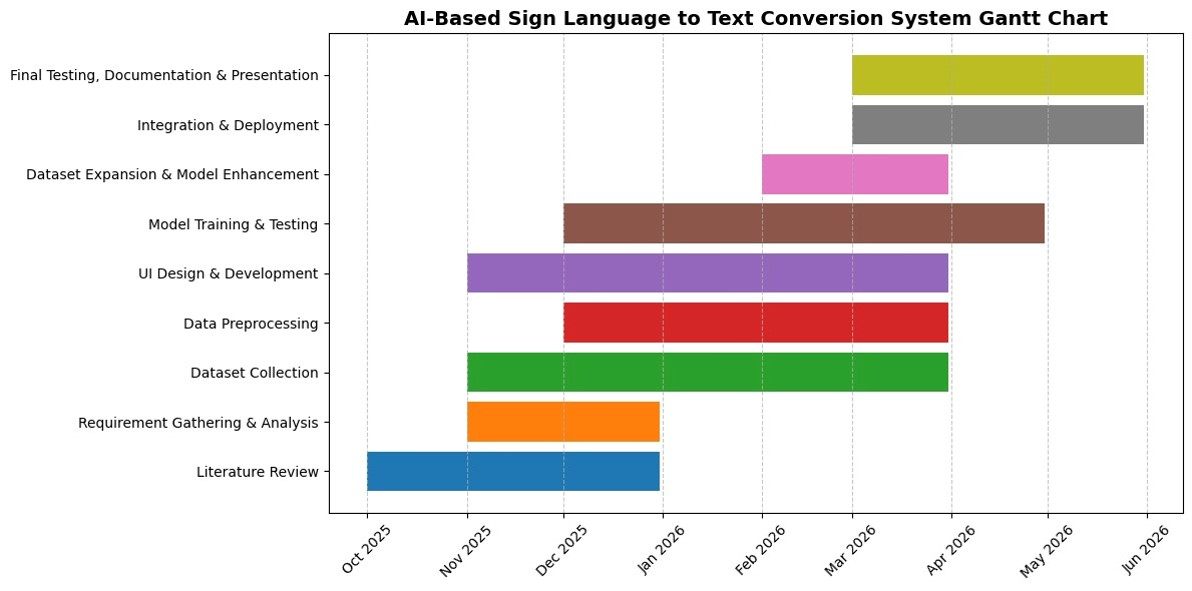 AI-Based Sign Language to Text Conversion System Gantt Chart
Final Testing, Documentation & Presentation
Integration & Deployment
Dataset Expansion & Model Enhancement
Model Training & Testing
UI Design & Development
Data Preprocessing
Dataset Collection
Requirement Gathering & Analysis
Literature Review
Oct 2025
Nov 2025
Dec 2025
Jan 2026
Feb 2026
Mar 2026
Apr 2026
May 2026
Jun 2026